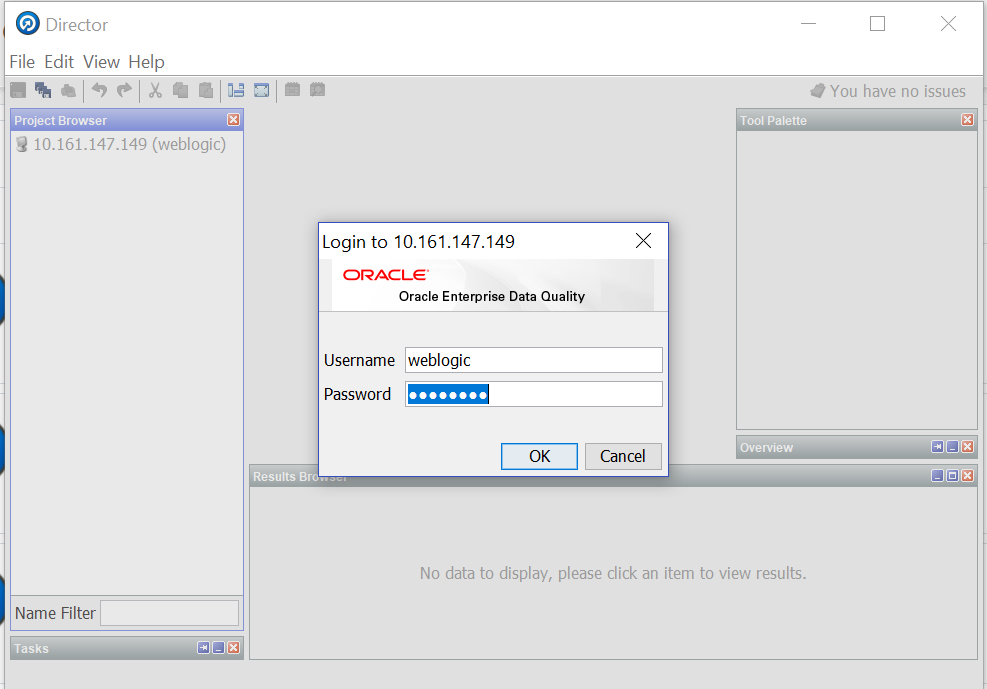 Director
File Edit View Help
You have no issues
Project Browser
10.161.147.149 (weblogic)
Tool Palette
Login to 10.161.147.149
ORACLE
Oracle Enterprise Data Quality
Username weblogic
Password ●●●●●●●●
OK Cancel
Overview
Results Browser
No data to display, please click an item to view results.
Name Filter
Tasks